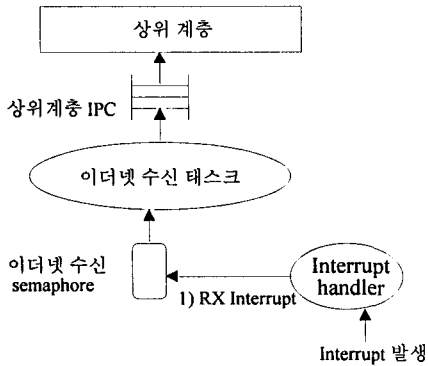 상위 계층
상위계층 IPC
이더넷 수신 태스크
이더넷 수신
semaphore
Interrupt
handler
1) RX Interrupt
Interrupt 발생